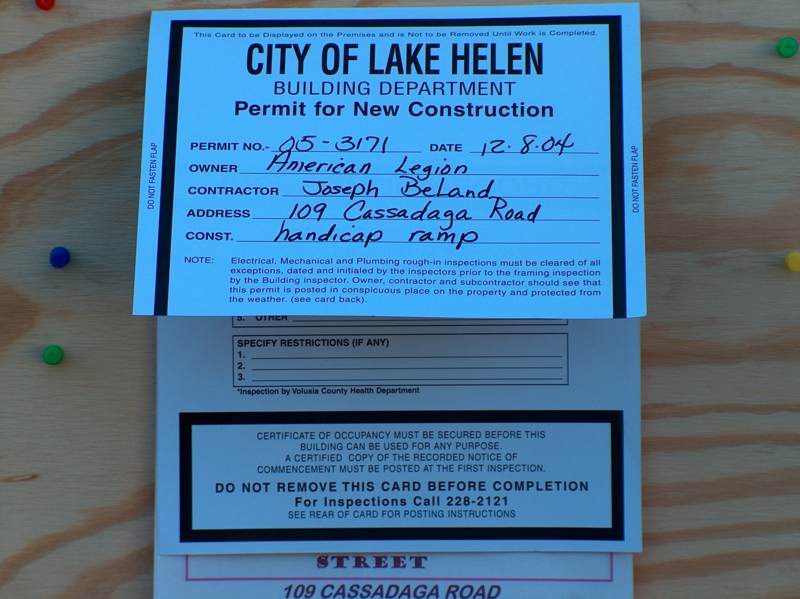 This Card to be Displayed on the Premises and is Not to be Removed Until Work is Completed.
CITY OF LAKE HELEN
BUILDING DEPARTMENT
Permit for New Construction
PERMIT NO.- 05-3171 DATE 12.8.04
OWNER American Legion
CONTRACTOR Joseph BeLand
ADDRESS 109 Cassadaga Road
CONST. handicap ramp
NOTE: Electrical, Mechanical and Plumbing rough-in inspections must be cleared of all
exceptions, dated and initialed by the inspectors prior to the framing inspection
by the Building inspector. Owner, contractor and subcontractor should see that
this permit is posted in conspicuous place on the property and protected from
the weather. (see card back).
DO NOT FASTEN FLAP
DO NOT FASTEN FLAP
5. OTHER
SPECIFY RESTRICTIONS (IF ANY)
1.
2.
3.
*Inspection by Volusia County Health Department
CERTIFICATE OF OCCUPANCY MUST BE SECURED BEFORE THIS
BUILDING CAN BE USED FOR ANY PURPOSE.
A CERTIFIED COPY OF THE RECORDED NOTICE OF
COMMENCEMENT MUST BE POSTED AT THE FIRST INSPECTION.
DO NOT REMOVE THIS CARD BEFORE COMPLETION
For Inspections Call 228-2121
SEE REAR OF CARD FOR POSTING INSTRUCTIONS
STREET
109 CASSADAGA ROAD